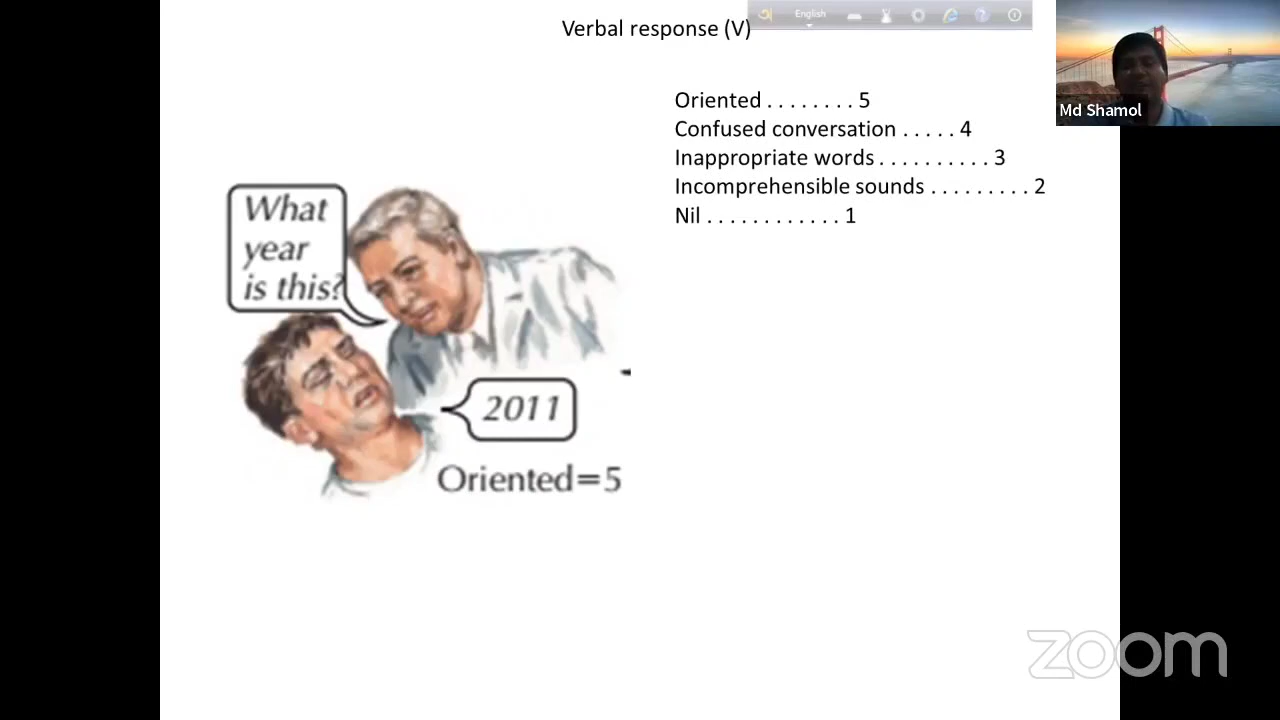 Verbal response (V)
English
Md Shamol
Oriented . . . . . . . . 5
Confused conversation . . . . . 4
Inappropriate words . . . . . . . . . . 3
Incomprehensible sounds . . . . . . . . . 2
Nil . . . . . . . . . . . . 1
What
year
is this?
2011
Oriented=5
zoom